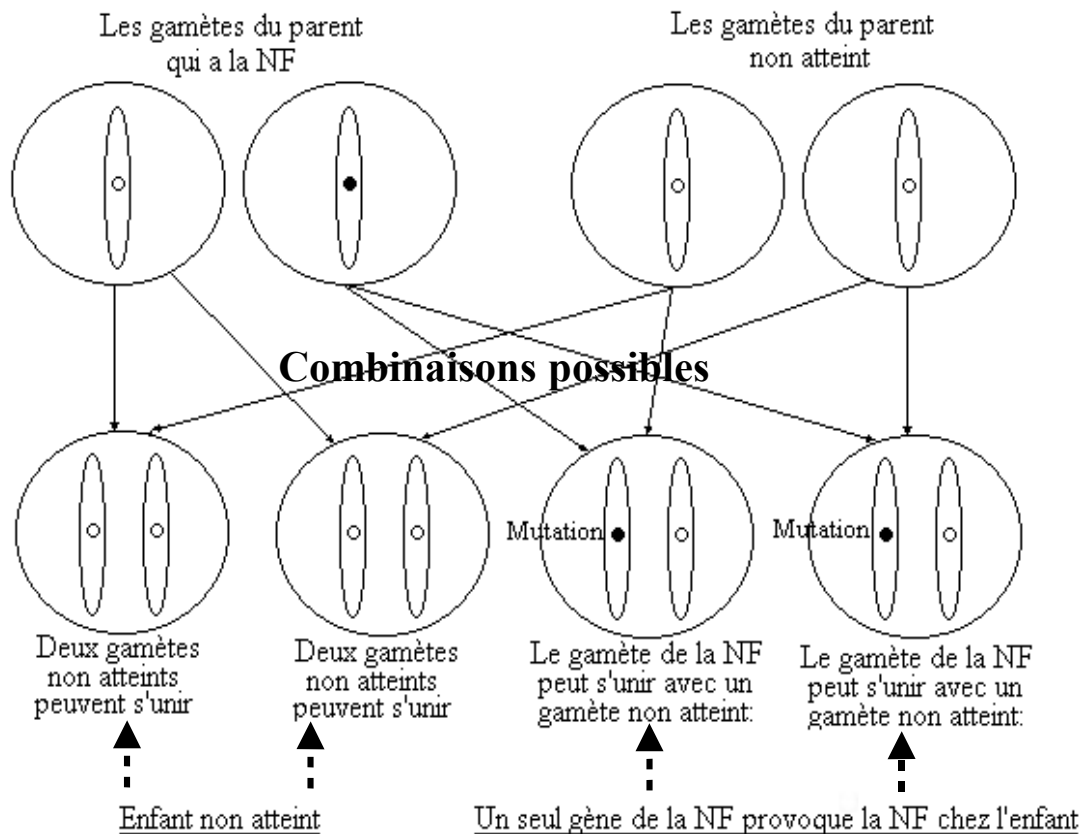 Les gamètes du parent
qui a la NF
Les gamètes du parent
non atteint
Combinaisons possibles
Mutation
Mutation
Deux gamètes
non atteints
peuvent s'unir
Deux gamètes
non atteints
peuvent s'unir
Le gamète de la NF
peut s'unir avec un
gamète non atteint:
Le gamète de la NF
peut s'unir avec un
gamète non atteint:
Enfant non atteint
Un seul gène de la NF provoque la NF chez l'enfant